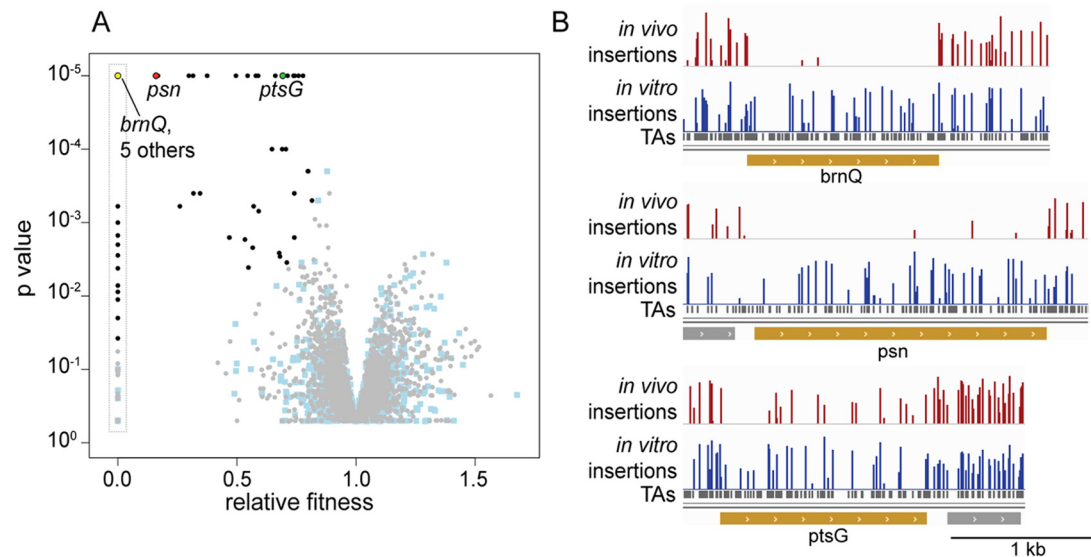 A
p value
10-5
10-4
10-3
10-2
10-1
100
psn
ptsG
brnQ,
5 others
0.0
0.5
1.0
1.5
relative fitness
B
in vivo
insertions
in vitro
insertions
TAs
brnQ
in vivo
insertions
in vitro
insertions
TAs
psn
in vivo
insertions
in vitro
insertions
TAs
ptsG
1 kb